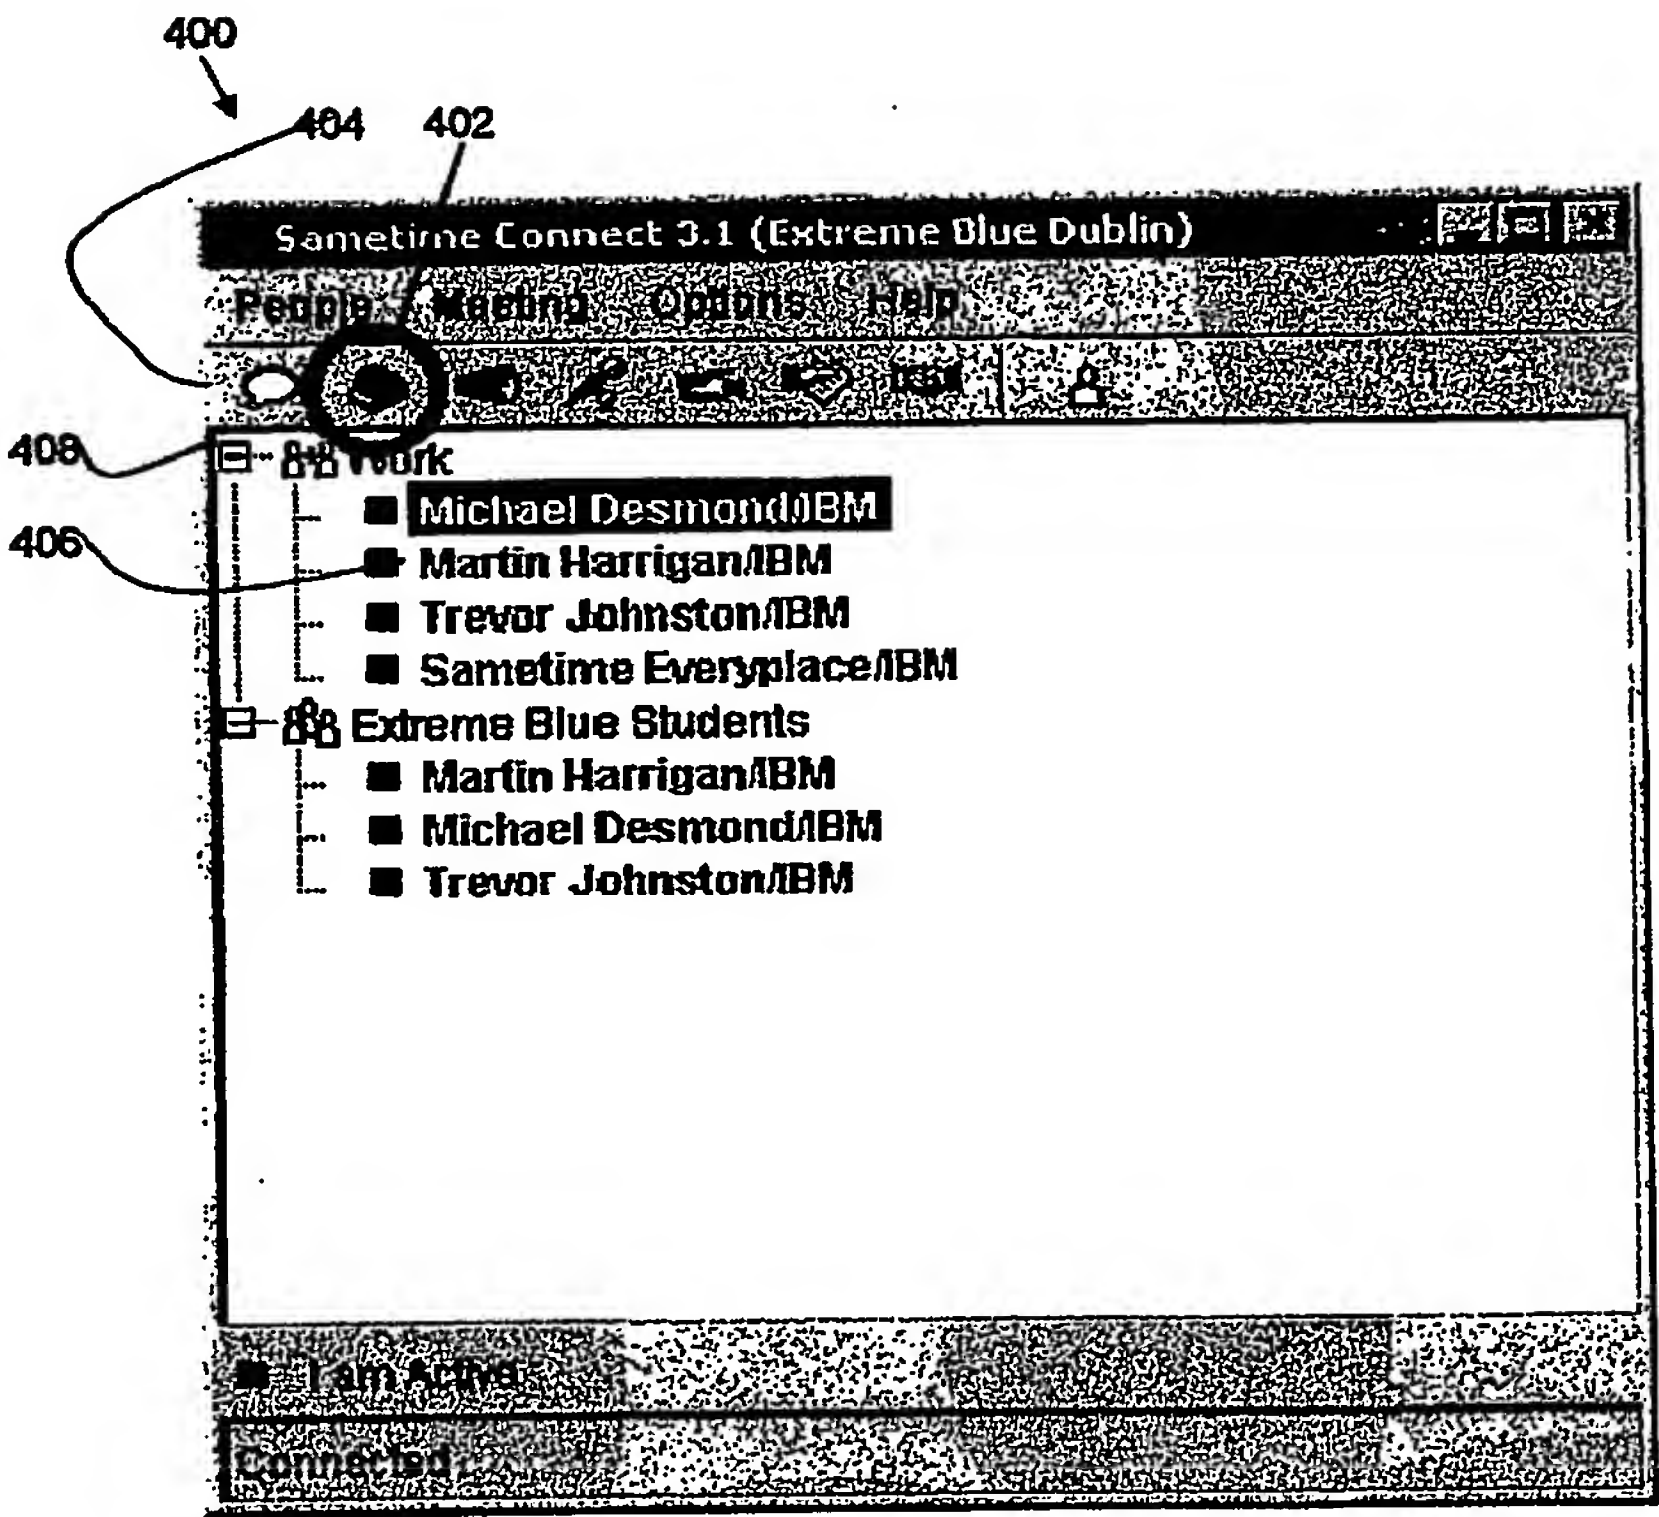 400
404 402
Sametime Connect 3.1 (Extreme Blue Dublin)
People Meeting Options Help
408
Work
Michael Desmond/IBM
406
Martin Harrigan/IBM
Trevor Johnston/IBM
Sametime Everyplace/IBM
Extreme Blue Students
Martin Harrigan/IBM
Michael Desmond/IBM
Trevor Johnston/IBM
I am Active
Connected